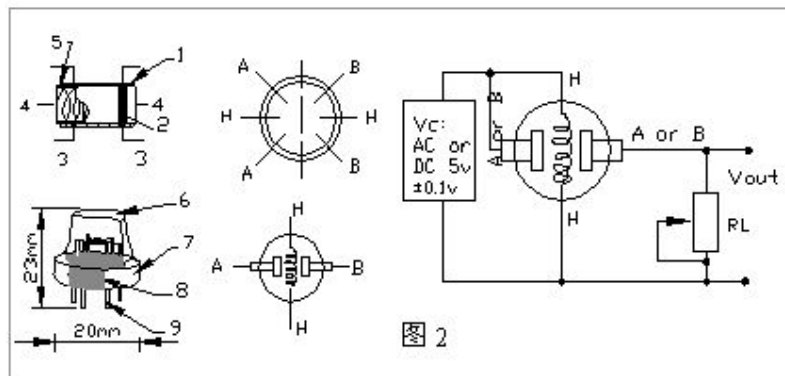 5
1
4
4
2
3
3
A
B
H
H
A
B
6
7
8
9
23mm
20mm
H
A
B
H
Vc:
AC or
DC 5v
±0.1v
A or B
H
H
A or B
Vout
RL
图 2